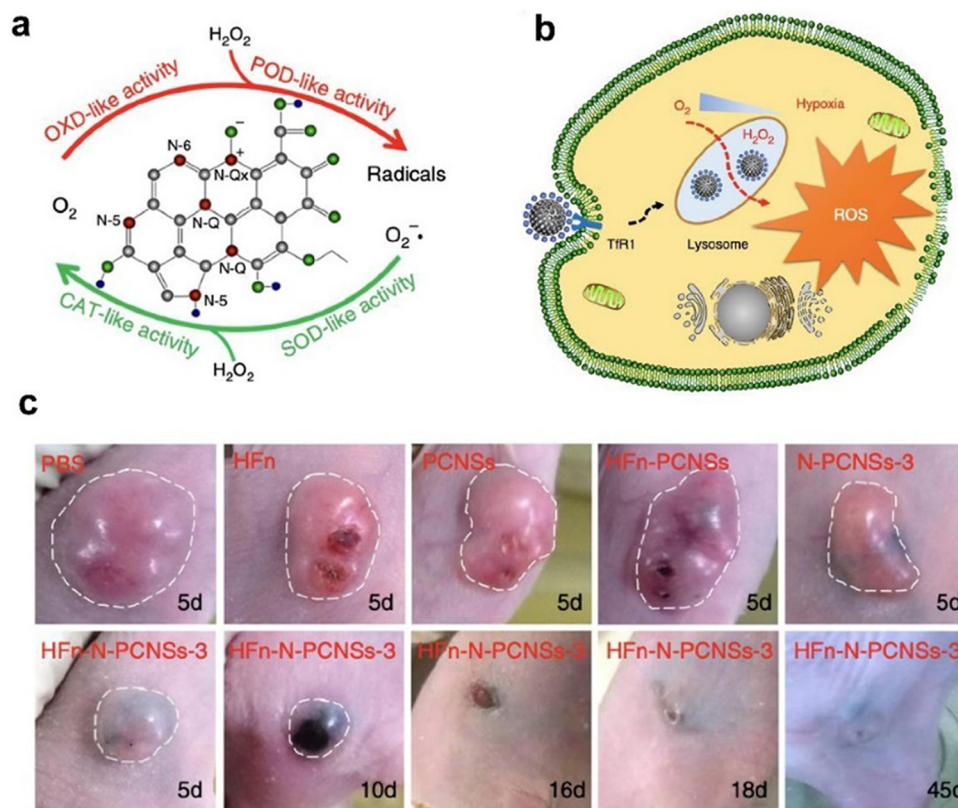 a
H₂O₂
OXD-like activity
POD-like activity
N-6
N-Qx
+
−
Radicals
O₂
N-5
N-Q
O₂⁻·
N-Q
N-5
CAT-like activity
SOD-like activity
H₂O₂
b
O₂
Hypoxia
H₂O₂
ROS
TfR1
Lysosome
c
PBS
5d
HFn
5d
PCNSs
5d
HFn-PCNSs
5d
N-PCNSs-3
5d
HFn-N-PCNSs-3
5d
HFn-N-PCNSs-3
10d
HFn-N-PCNSs-3
16d
HFn-N-PCNSs-3
18d
HFn-N-PCNSs-3
45d